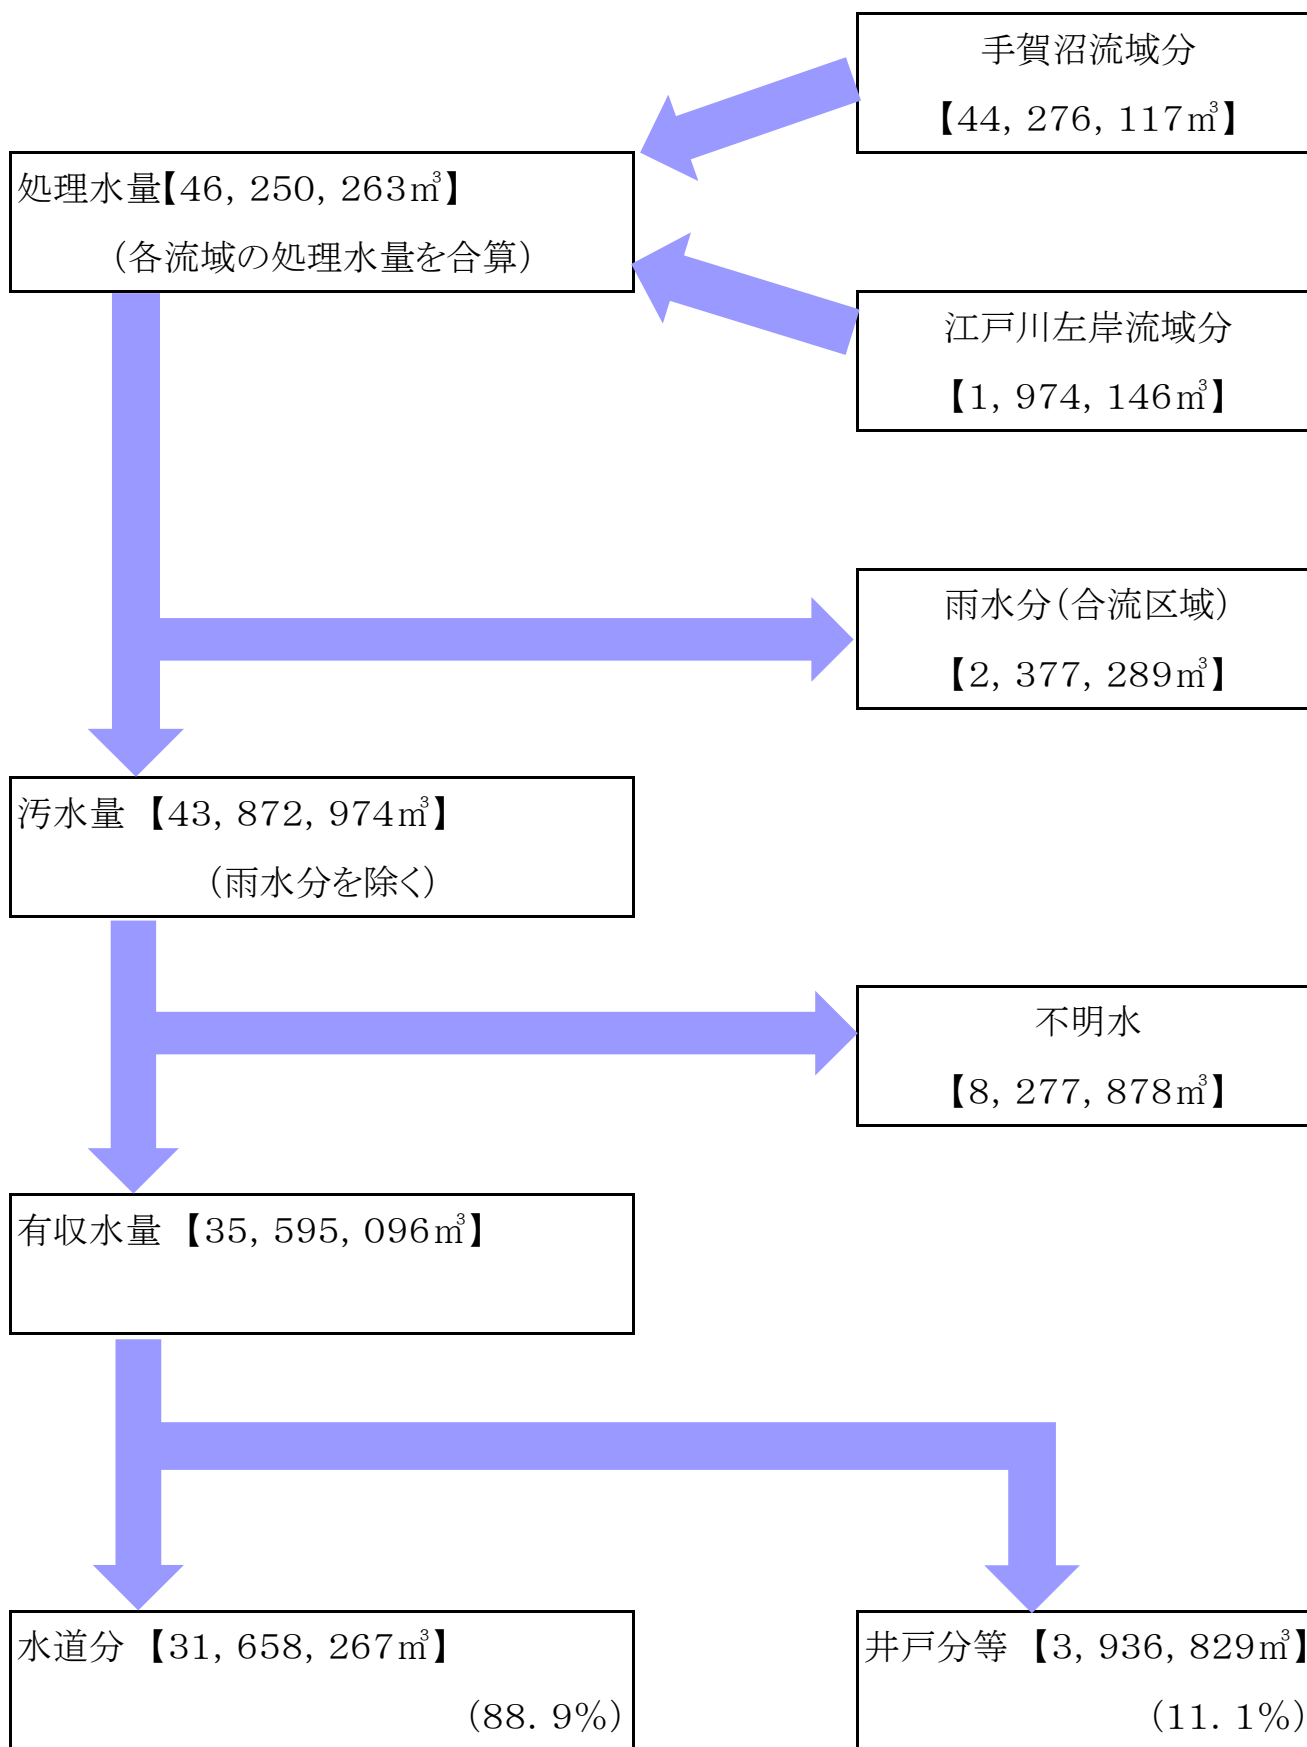 手賀沼流域分
【44, 276, 117㎥】
処理水量【46, 250, 263㎥】
（各流域の処理水量を合算）
江戸川左岸流域分
【1, 974, 146㎥】
雨水分（合流区域）
【2, 377, 289㎥】
汚水量 【43, 872, 974㎥】
（雨水分を除く）
不明水
【8, 277, 878㎥】
有収水量 【35, 595, 096㎥】
水道分 【31, 658, 267㎥】
（88. 9%）
井戸分等 【3, 936, 829㎥】
（11. 1%）